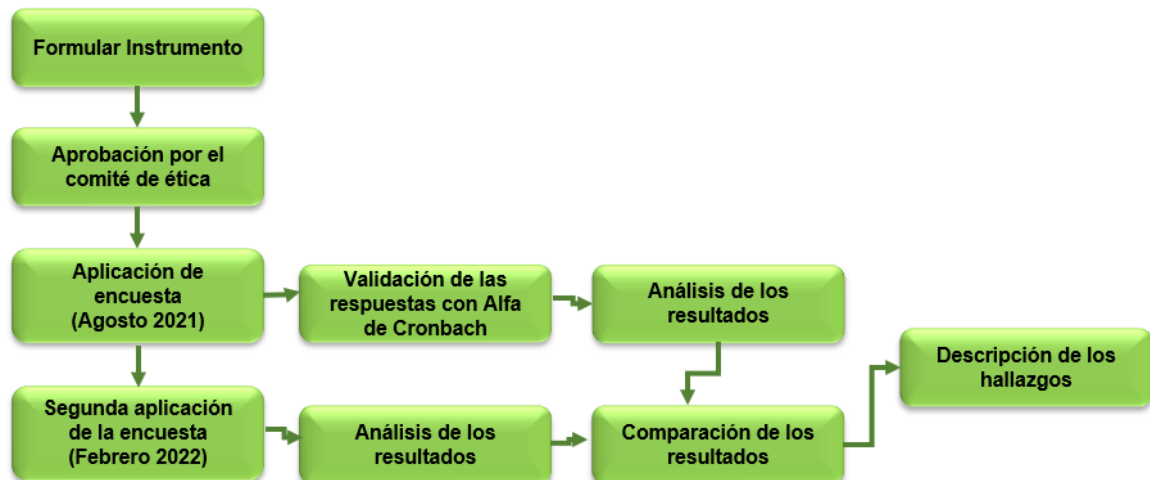 Formular Instrumento
Aprobación por el
comité de ética
Aplicación de
encuesta
(Agosto 2021)
Validación de las
respuestas con Alfa
de Cronbach
Análisis de los
resultados
Segunda aplicación
de la encuesta
(Febrero 2022)
Análisis de los
resultados
Comparación de los
resultados
Descripción de los
hallazgos